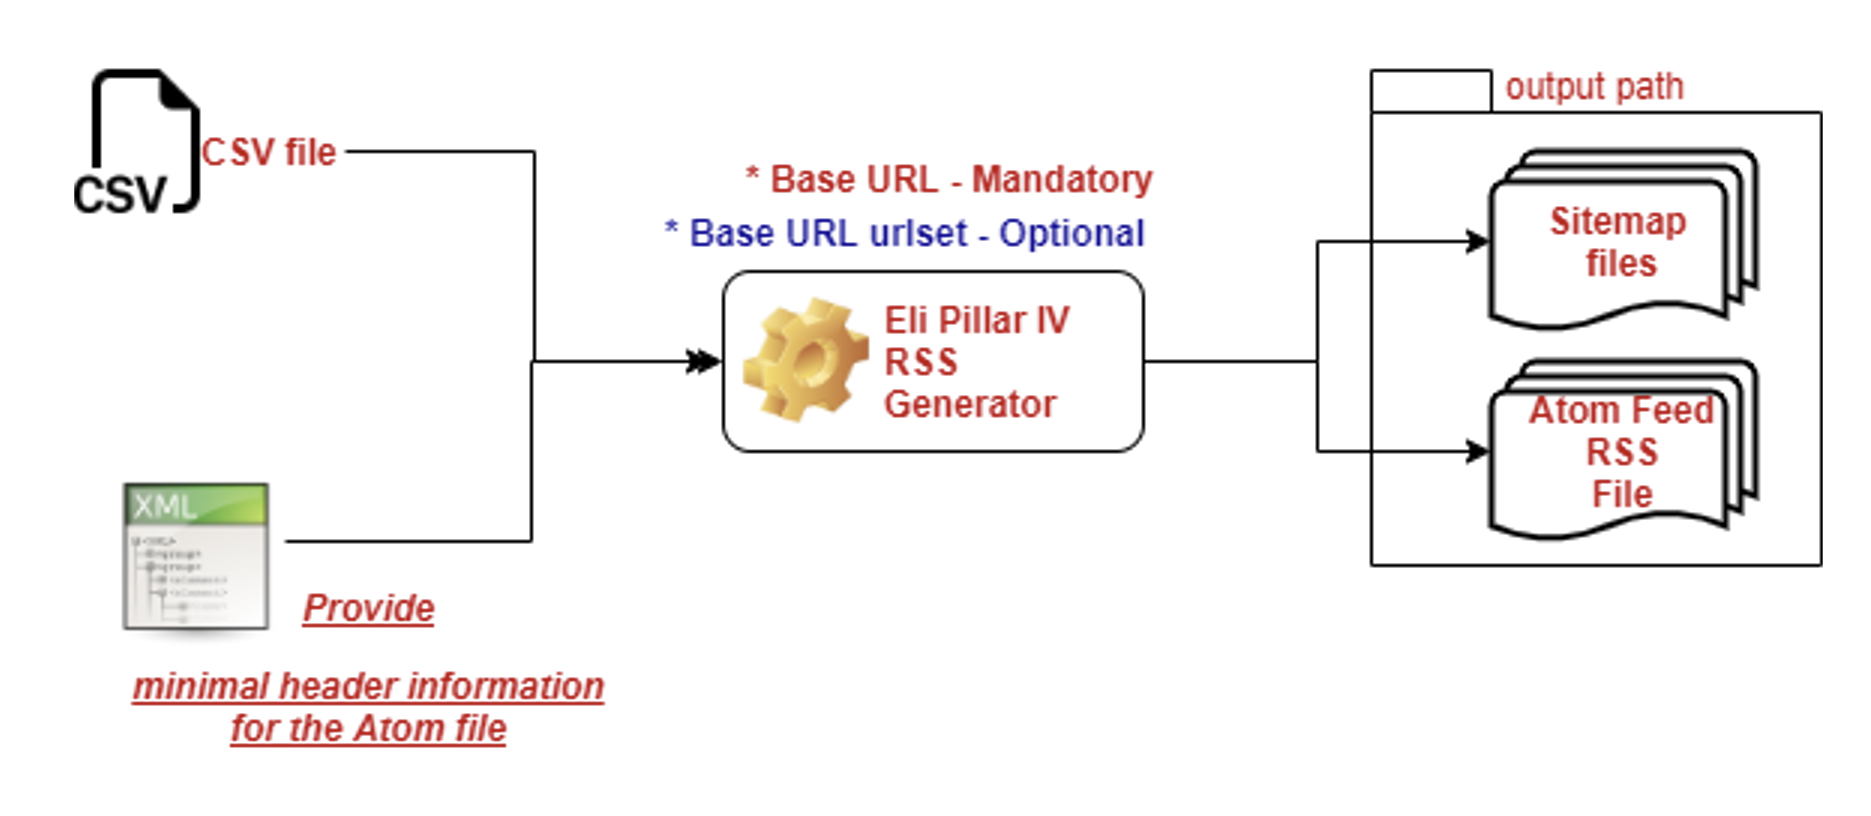 CSV
CSV file
* Base URL - Mandatory
* Base URL urlset - Optional
Eli Pillar IV
RSS
Generator
output path
Sitemap
files
Atom Feed
RSS
File
XML
Provide
minimal header information
for the Atom file